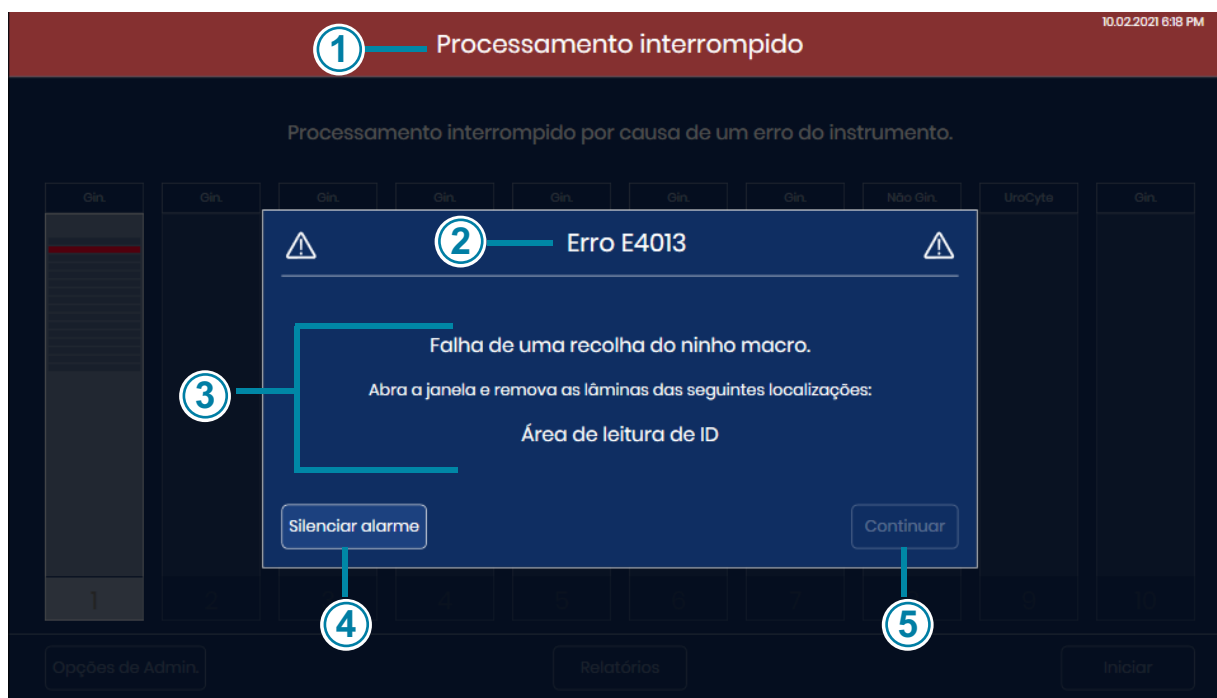 10.02.2021 6:18 PM
1
Processamento interrompido
Processamento interrompido por causa de um erro do instrumento.
Gin. Gin. Gin. Gin. Gin. Gin. Gin. Não Gin. UroCyte Gin.
2
Erro E4013
3
Falha de uma recolha do ninho macro.
Abra a janela e remova as lâminas das seguintes localizações:
Área de leitura de ID
Silenciar alarme
Continuar
1 2 4 5 6 7 9 10
4
5
Opções de Admin.
Relatórios
Iniciar